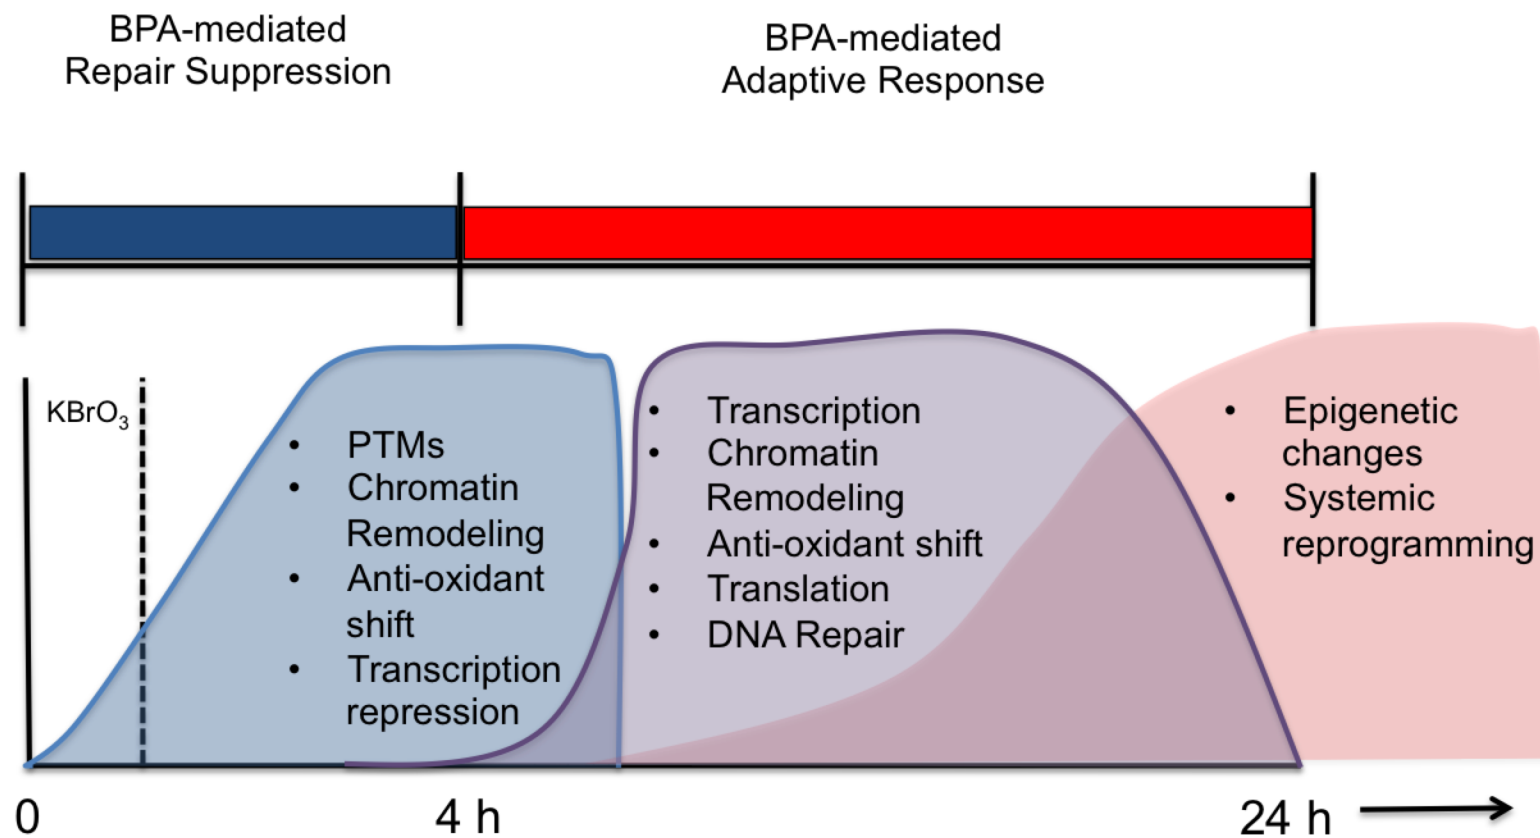 BPA-mediated
Repair Suppression
BPA-mediated
Adaptive Response
KBrO₃
• PTMs
• Chromatin
Remodeling
• Anti-oxidant
shift
• Transcription
repression
• Transcription
• Chromatin
Remodeling
• Anti-oxidant shift
• Translation
• DNA Repair
• Epigenetic
changes
• Systemic
reprogramming
0
4 h
24 h